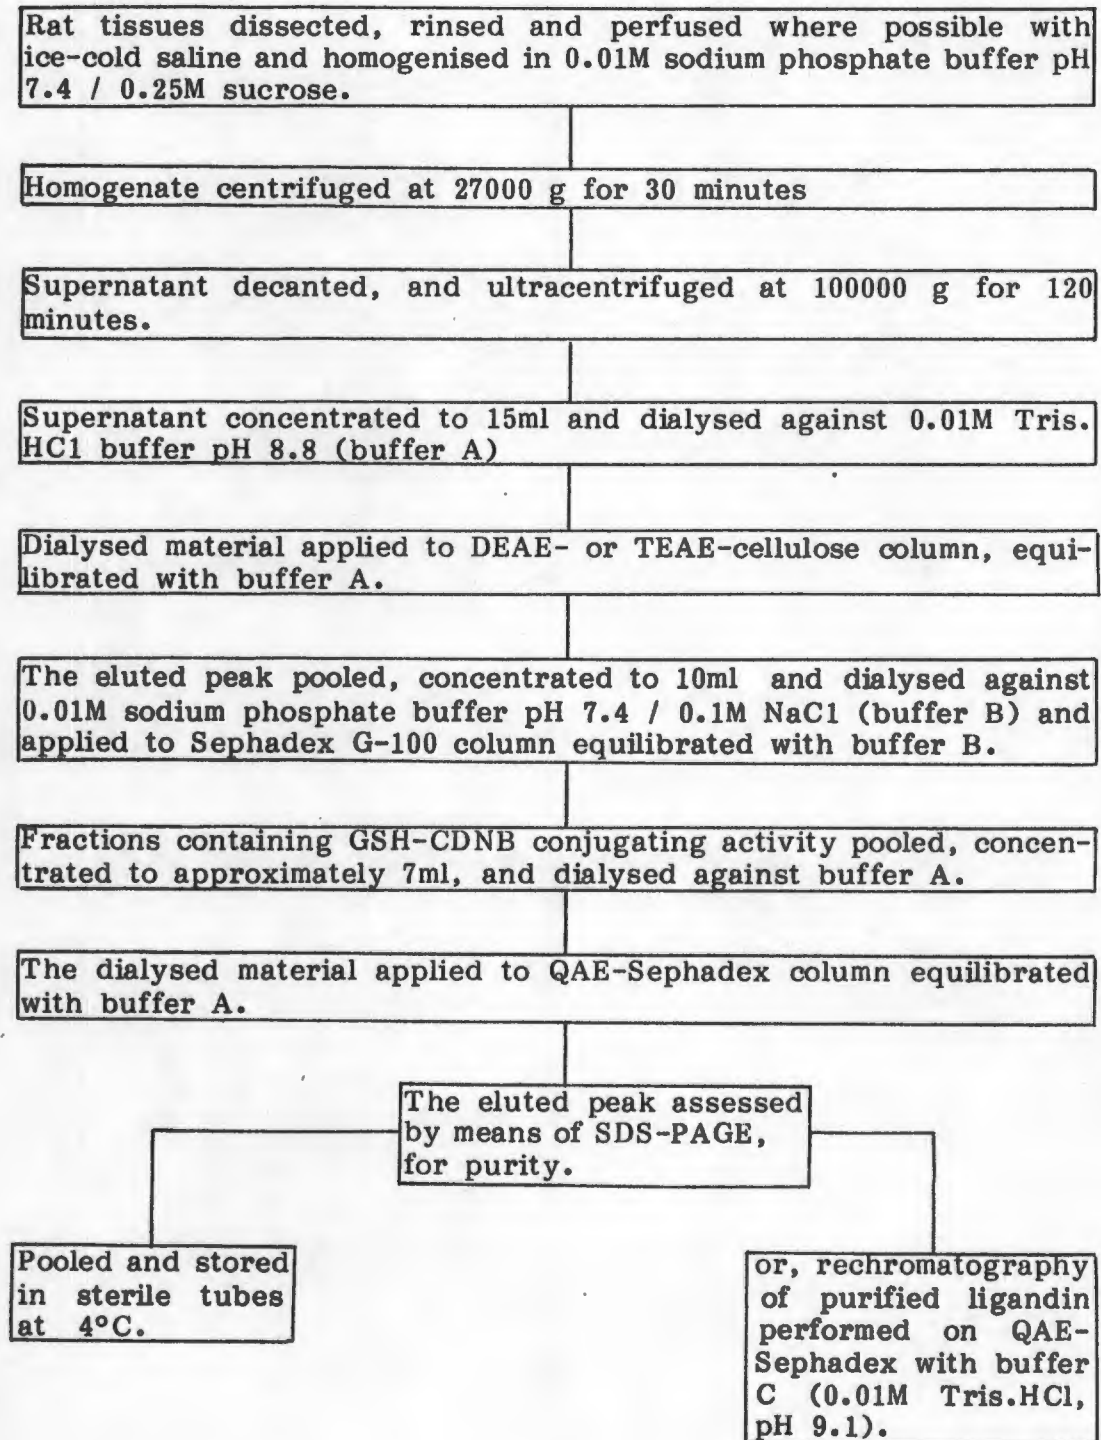 Rat tissues dissected, rinsed and perfused where possible with
ice-cold saline and homogenised in 0.01M sodium phosphate buffer pH
7.4 / 0.25M sucrose.
Homogenate centrifuged at 27000 g for 30 minutes
Supernatant decanted, and ultracentrifuged at 100000 g for 120
minutes.
Supernatant concentrated to 15ml and dialysed against 0.01M Tris.
HCl buffer pH 8.8 (buffer A)
Dialysed material applied to DEAE- or TEAE-cellulose column, equi-
librated with buffer A.
The eluted peak pooled, concentrated to 10ml and dialysed against
0.01M sodium phosphate buffer pH 7.4 / 0.1M NaCl (buffer B) and
applied to Sephadex G-100 column equilibrated with buffer B.
Fractions containing GSH-CDNB conjugating activity pooled, concen-
trated to approximately 7ml, and dialysed against buffer A.
The dialysed material applied to QAE-Sephadex column equilibrated
with buffer A.
The eluted peak assessed
by means of SDS-PAGE,
for purity.
Pooled and stored
in sterile tubes
at 4°C.
or, rechromatography
of purified ligandin
performed on QAE-
Sephadex with buffer
C (0.01M Tris.HCl,
pH 9.1).